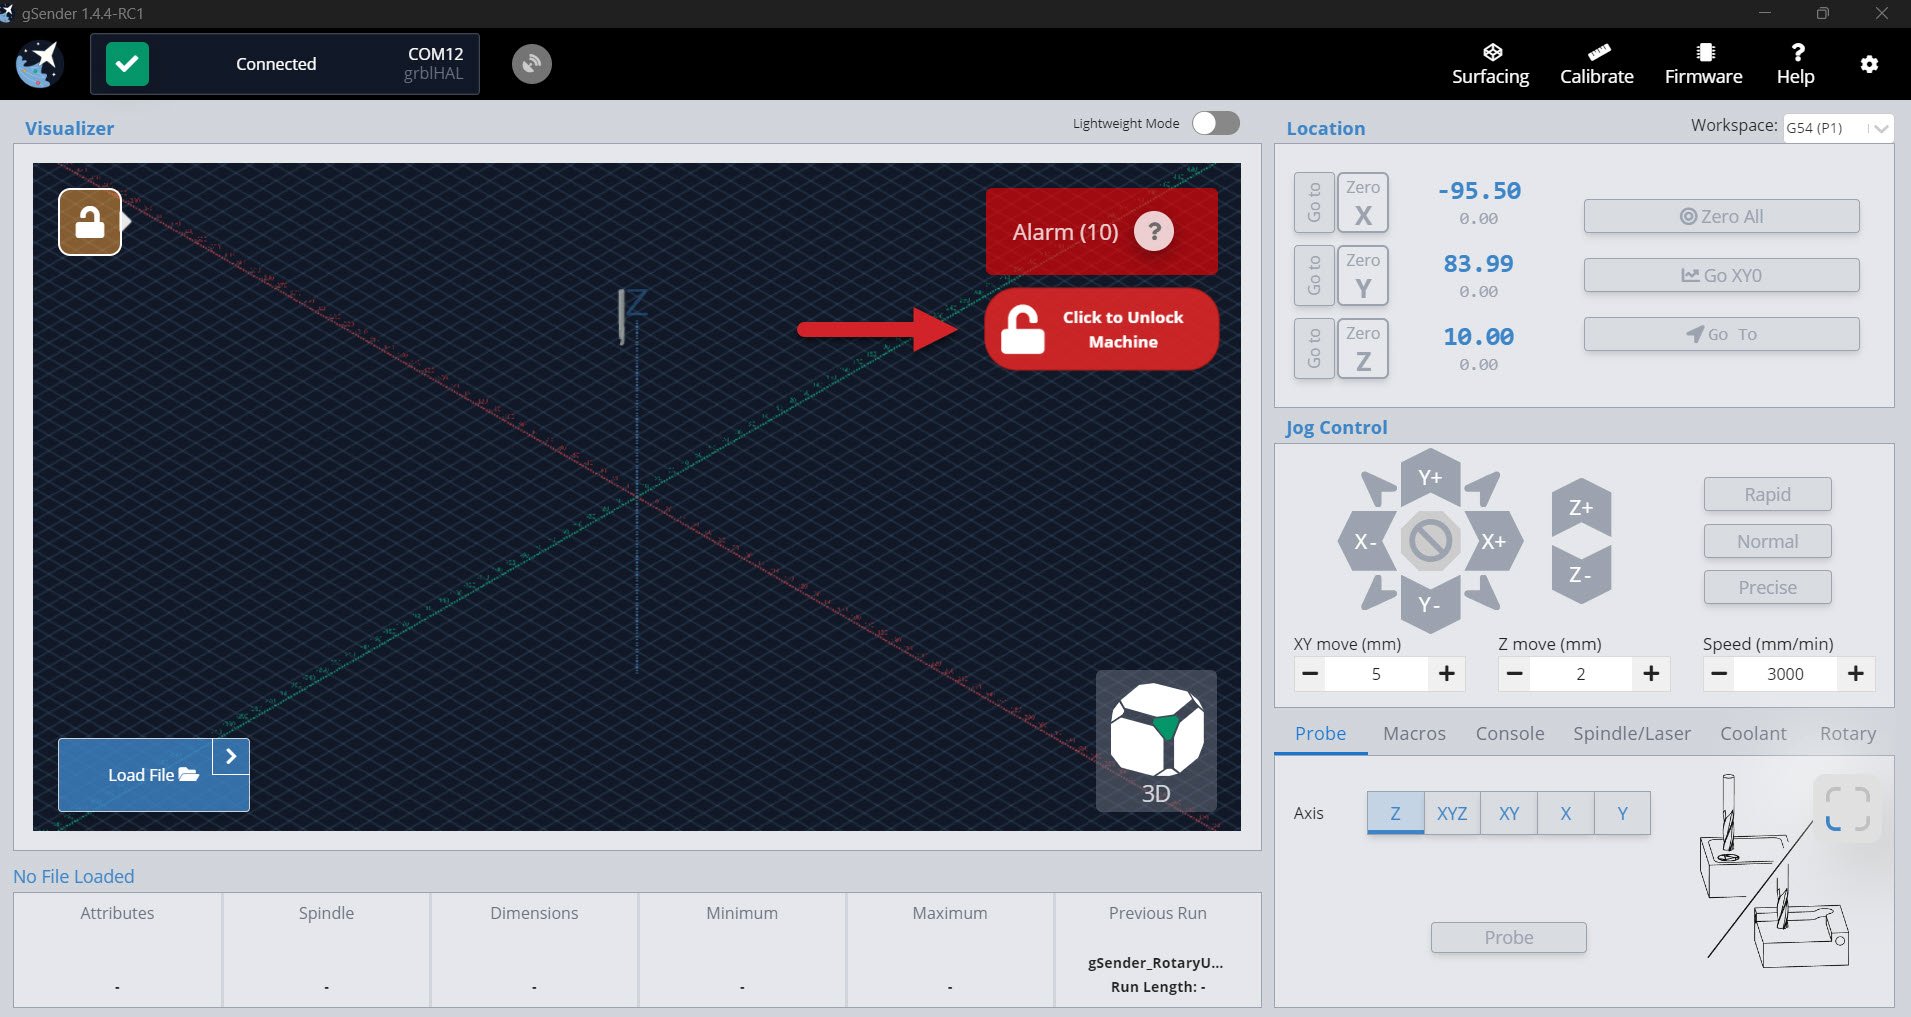 gSender 1.4.4-RC1
Connected
COM12
grblHAL
Surfacing
Calibrate
Firmware
Help
Visualizer
Lightweight Mode
Location
Workspace:
G54 (P1)
Alarm (10)
?
Click to Unlock
Machine
Z
Load File
3D
Go to
Zero
X
-95.50
0.00
Zero All
Go to
Zero
Y
83.99
0.00
Go XY0
Go to
Zero
Z
10.00
0.00
Go To
Jog Control
Y+
X-
X+
Y-
Z+
Z-
Rapid
Normal
Precise
XY move (mm)
5
Z move (mm)
2
Speed (mm/min)
3000
Probe
Macros
Console
Spindle/Laser
Coolant
Rotary
Axis
Z
XYZ
XY
X
Y
Probe
No File Loaded
Attributes
-
Spindle
-
Dimensions
-
Minimum
-
Maximum
-
Previous Run
gSender_RotaryU...
Run Length: -